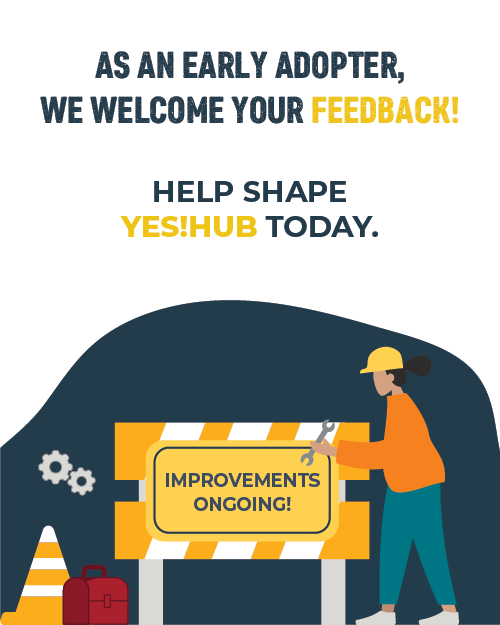 AS AN EARLY ADOPTER,
WE WELCOME YOUR FEEDBACK!
HELP SHAPE
YES!HUB TODAY.
IMPROVEMENTS
ONGOING!